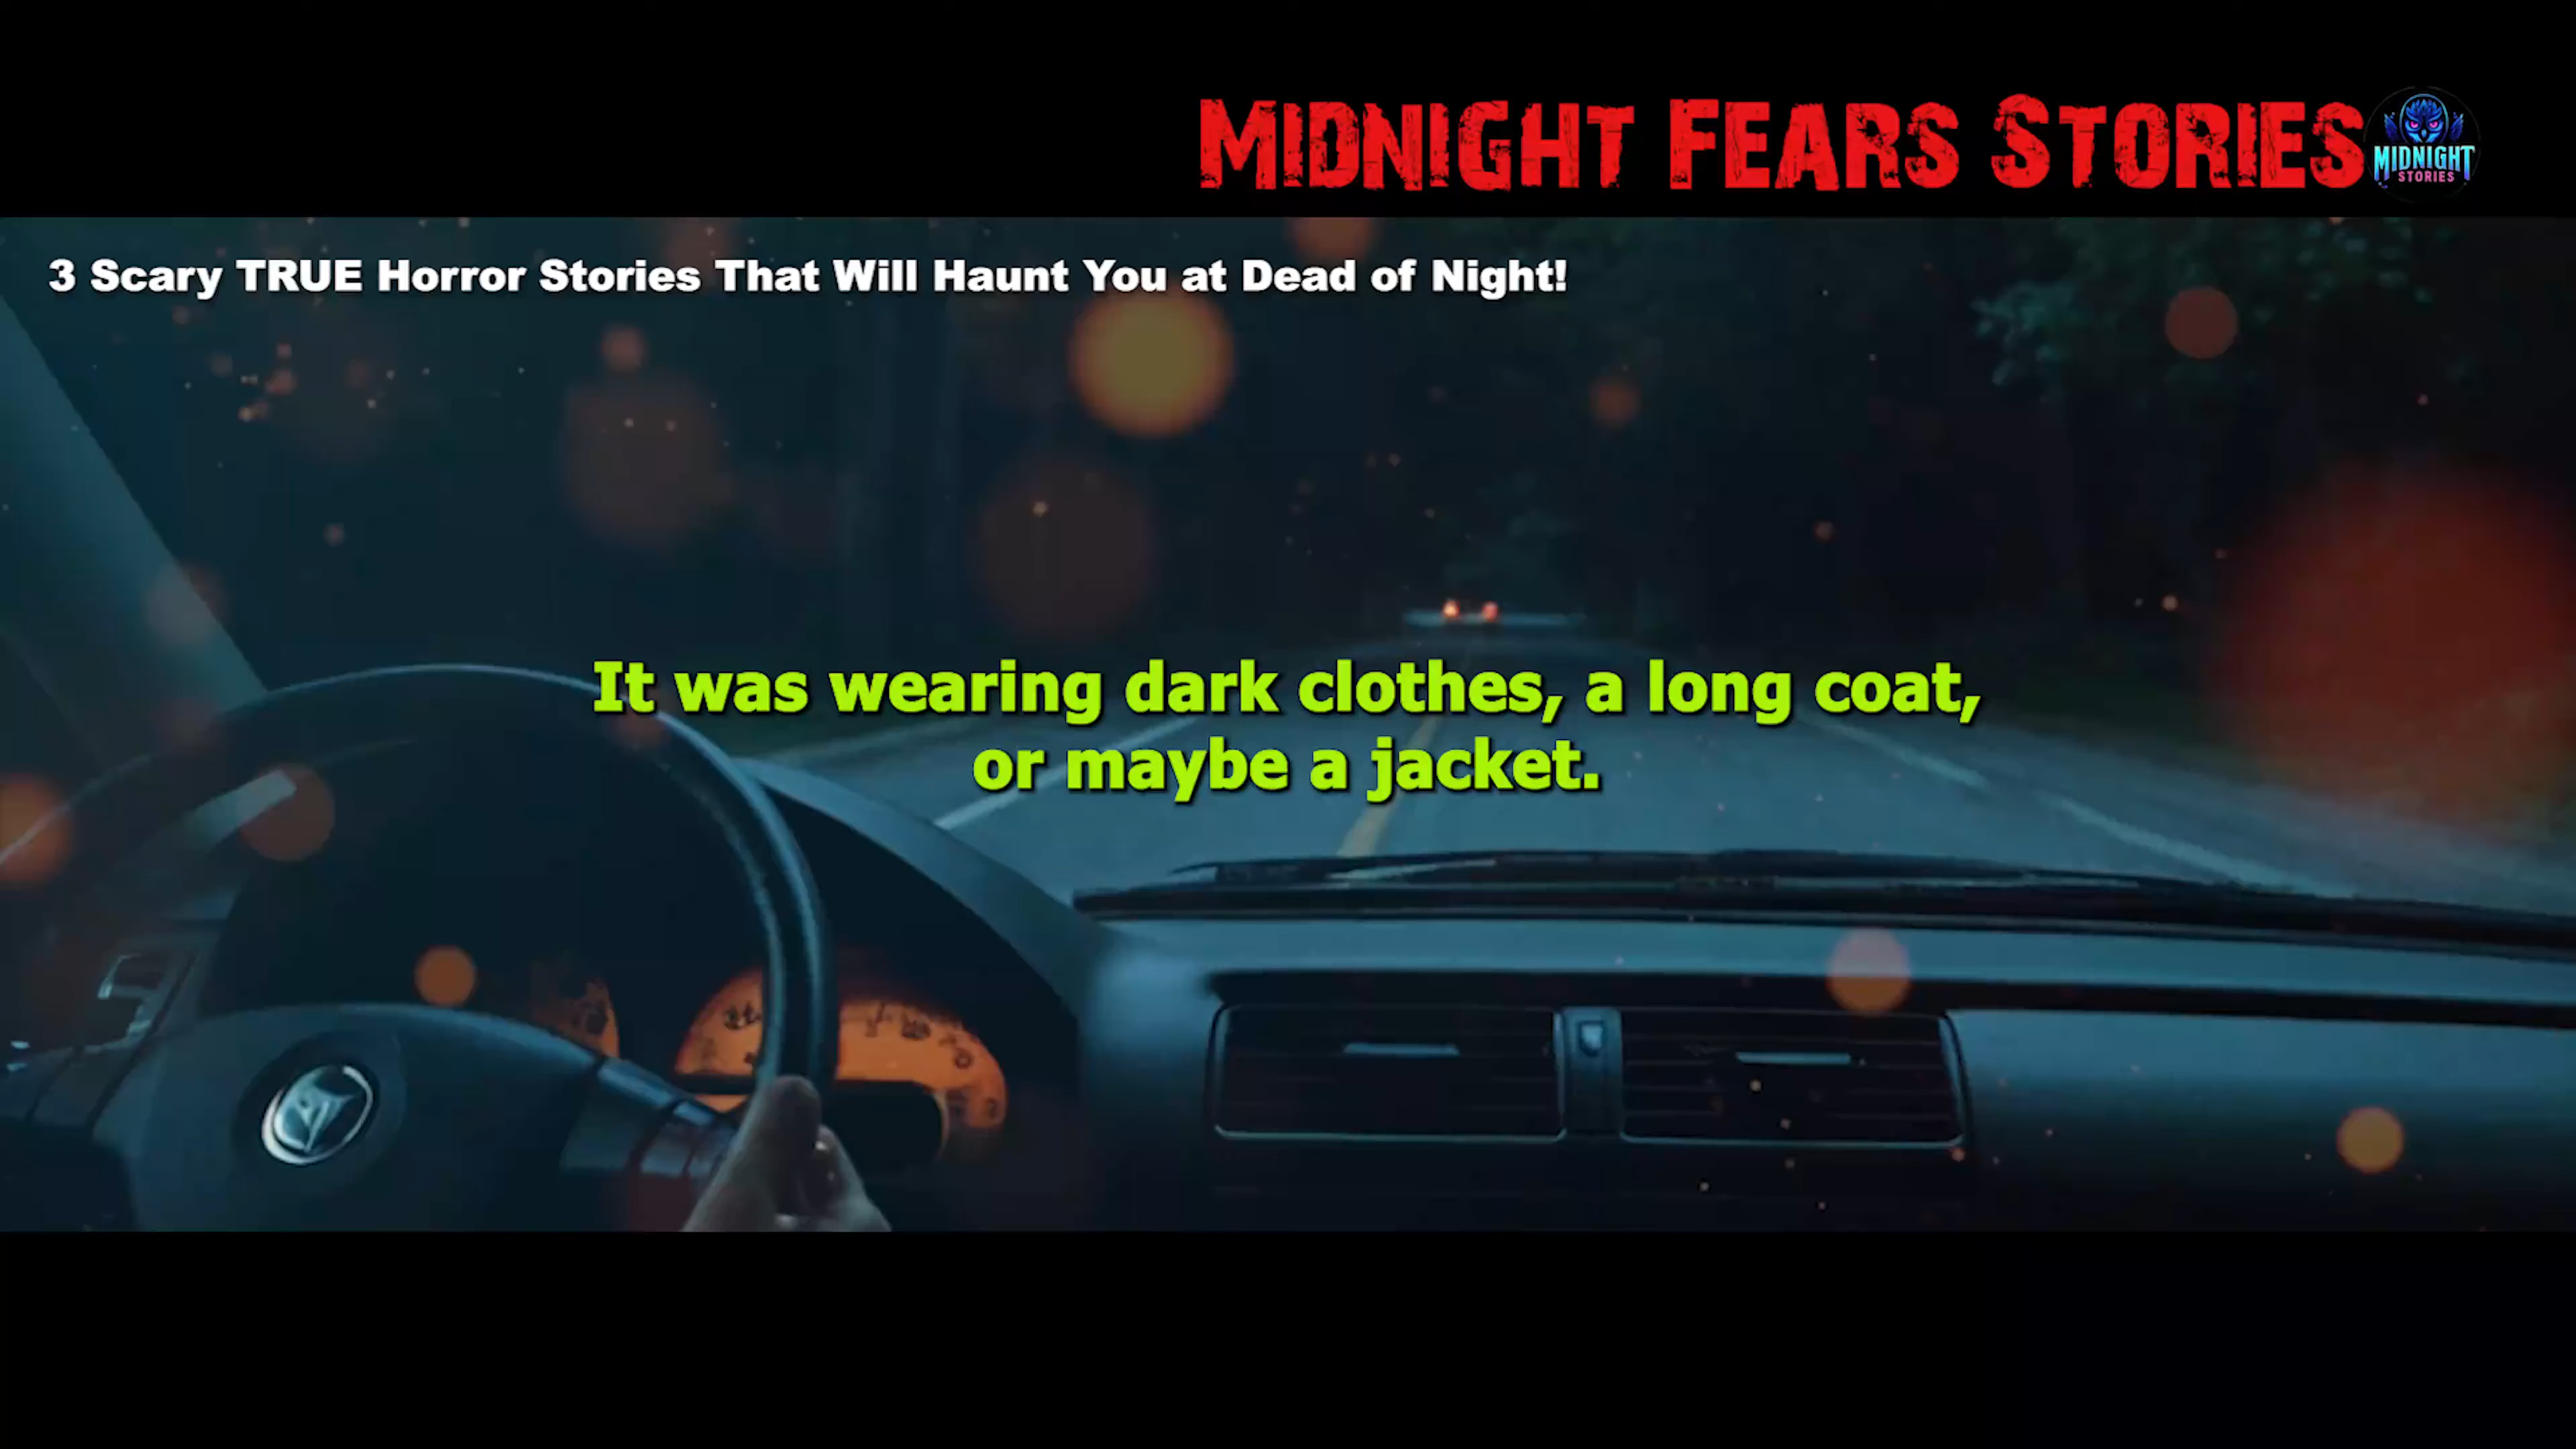 MIDNIGHT FEARS STORIES
MIDNIGHT
STORIES
3 Scary TRUE Horror Stories That Will Haunt You at Dead of Night!
It was wearing dark clothes, a long coat,
or maybe a jacket.